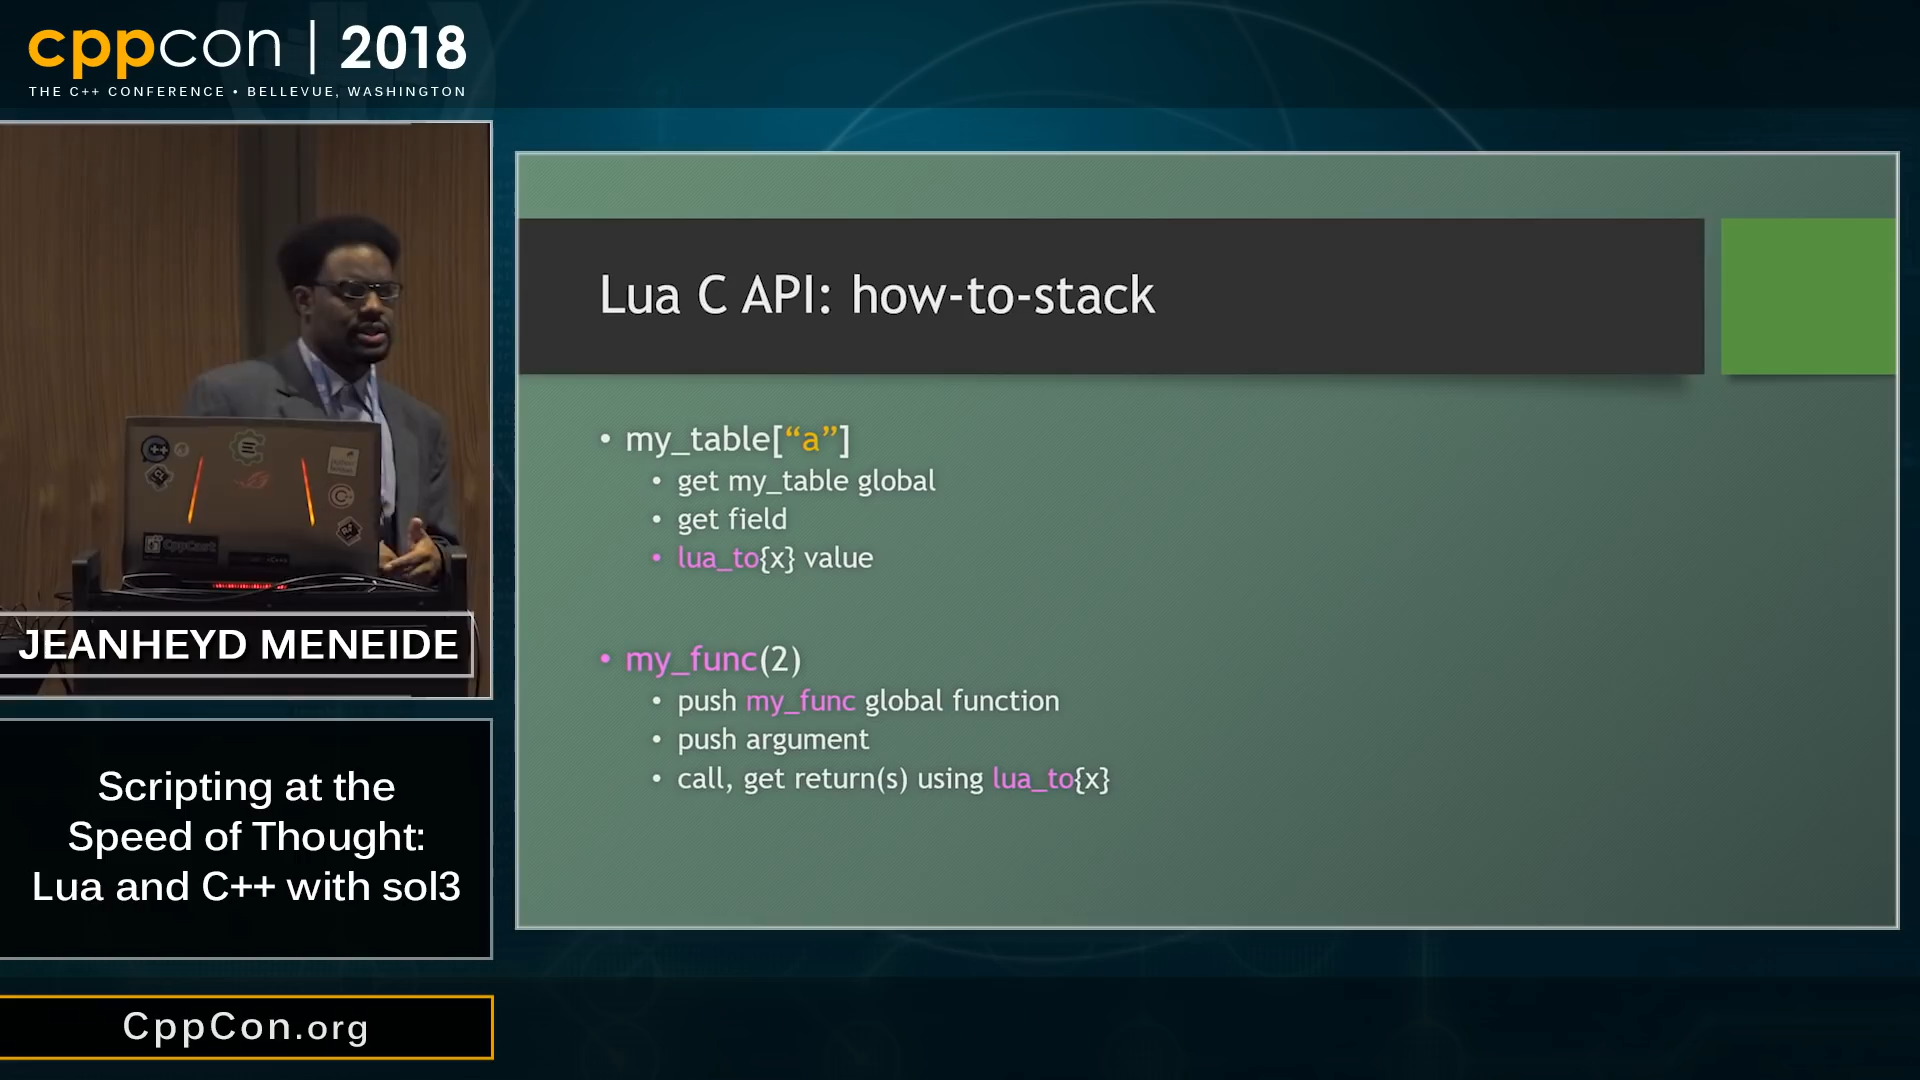 cppcon | 2018
THE C++ CONFERENCE • BELLEVUE, WASHINGTON
CppCast
JEANHEYD MENEIDE
Scripting at the
Speed of Thought:
Lua and C++ with sol3
CppCon.org
Lua C API: how-to-stack
• my_table[“a”]
• get my_table global
• get field
• lua_to{x} value
• my_func(2)
• push my_func global function
• push argument
• call, get return(s) using lua_to{x}